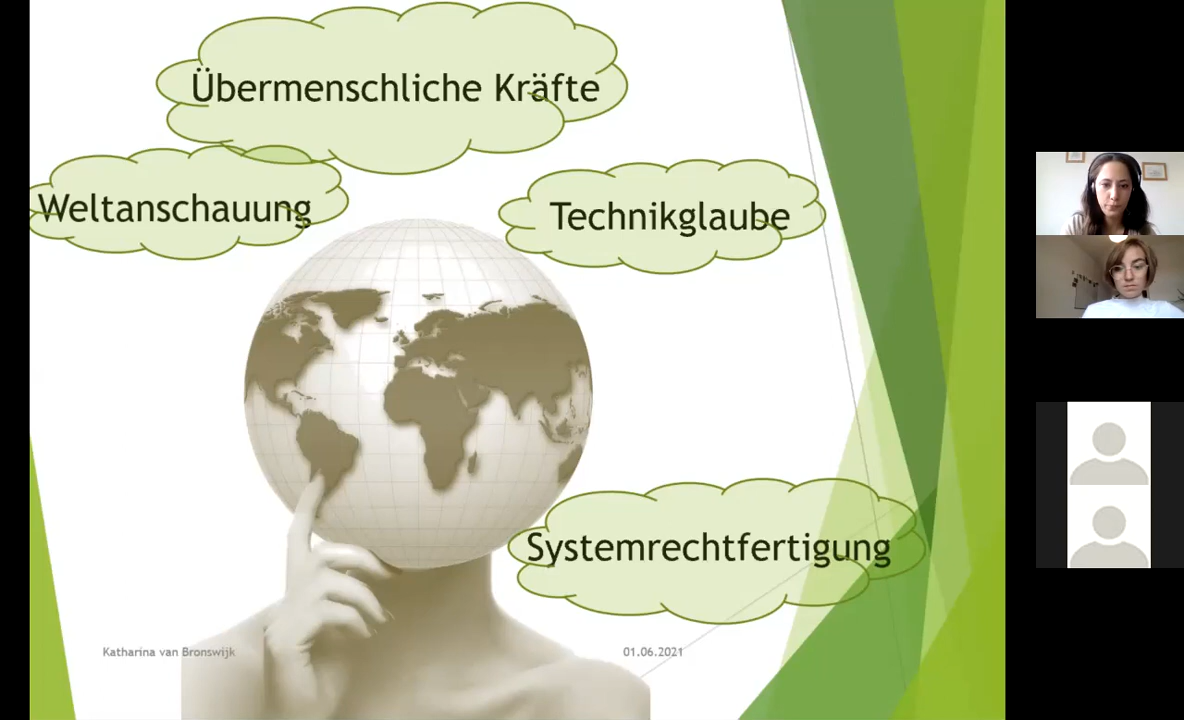 Übermenschliche Kräfte
Weltanschauung
Technikglaube
Systemrechtfertigung
Katharina van Bronswijk
01.06.2021